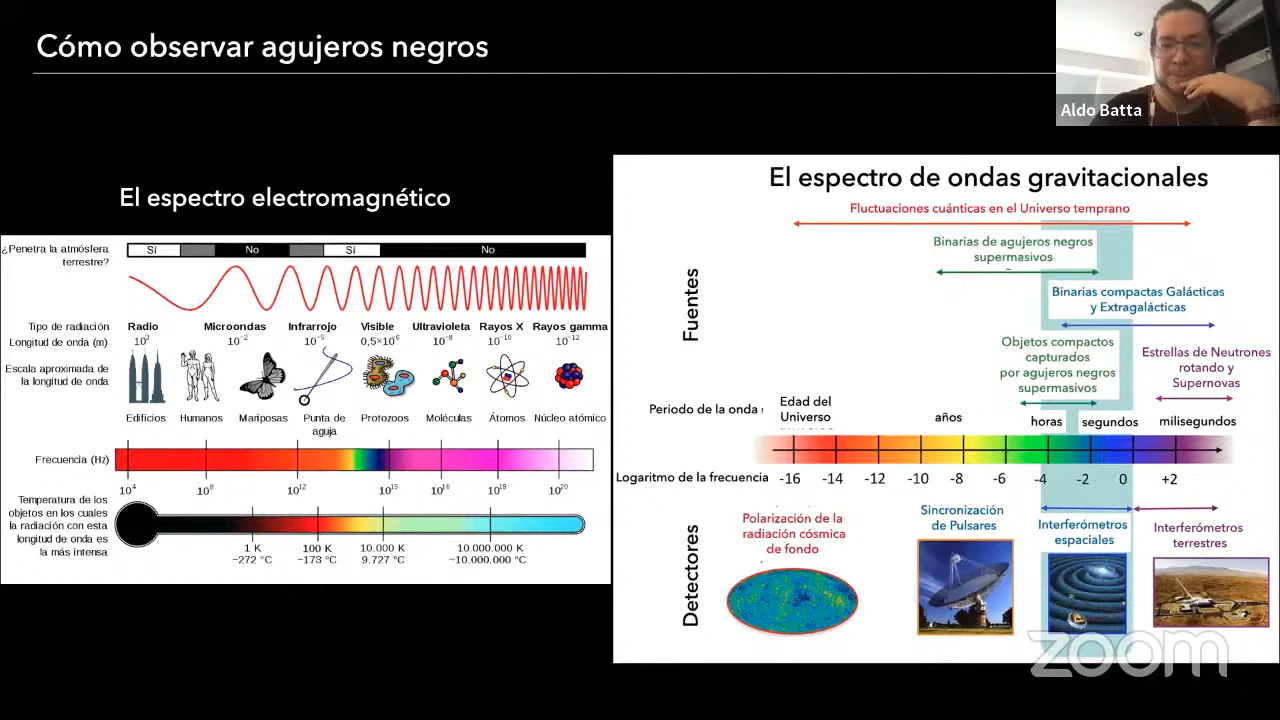 Cómo observar agujeros negros
Aldo Batta
El espectro electromagnético
¿Penetra la atmósfera
terrestre?
Sí
No
Sí
No
Tipo de radiación
Radio
Microondas
Infrarrojo
Visible
Ultravioleta
Rayos X
Rayos gamma
Longitud de onda (m)
10³
10⁻²
10⁻⁵
0,5×10⁻⁶
10⁻⁸
10⁻¹⁰
10⁻¹²
Escala aproximada de
la longitud de onda
Edificios
Humanos
Mariposas
Punta de
aguja
Protozoos
Moléculas
Átomos
Núcleo atómico
Frecuencia (Hz)
10⁴
10⁸
10¹²
10¹⁵
10¹⁶
10¹⁸
10²⁰
Temperatura de los
objetos en los cuales
la radiación con esta
longitud de onda es
la más intensa
1 K
−272 °C
100 K
−173 °C
10.000 K
9.727 °C
10.000.000 K
~10.000.000 °C
El espectro de ondas gravitacionales
Fluctuaciones cuánticas en el Universo temprano
Fuentes
Binarias de agujeros negros
supermasivos
Binarias compactas Galácticas
y Extragalácticas
Objetos compactos
capturados
por agujeros negros
supermasivos
Estrellas de Neutrones
rotando y
Supernovas
Periodo de la onda
Edad del
Universo
años
horas
segundos
milisegundos
Logaritmo de la frecuencia
-16
-14
-12
-10
-8
-6
-4
-2
0
+2
Detectores
Polarización de la
radiación cósmica
de fondo
Sincronización
de Pulsares
Interferómetros
espaciales
Interferómetros
terrestres
zoom